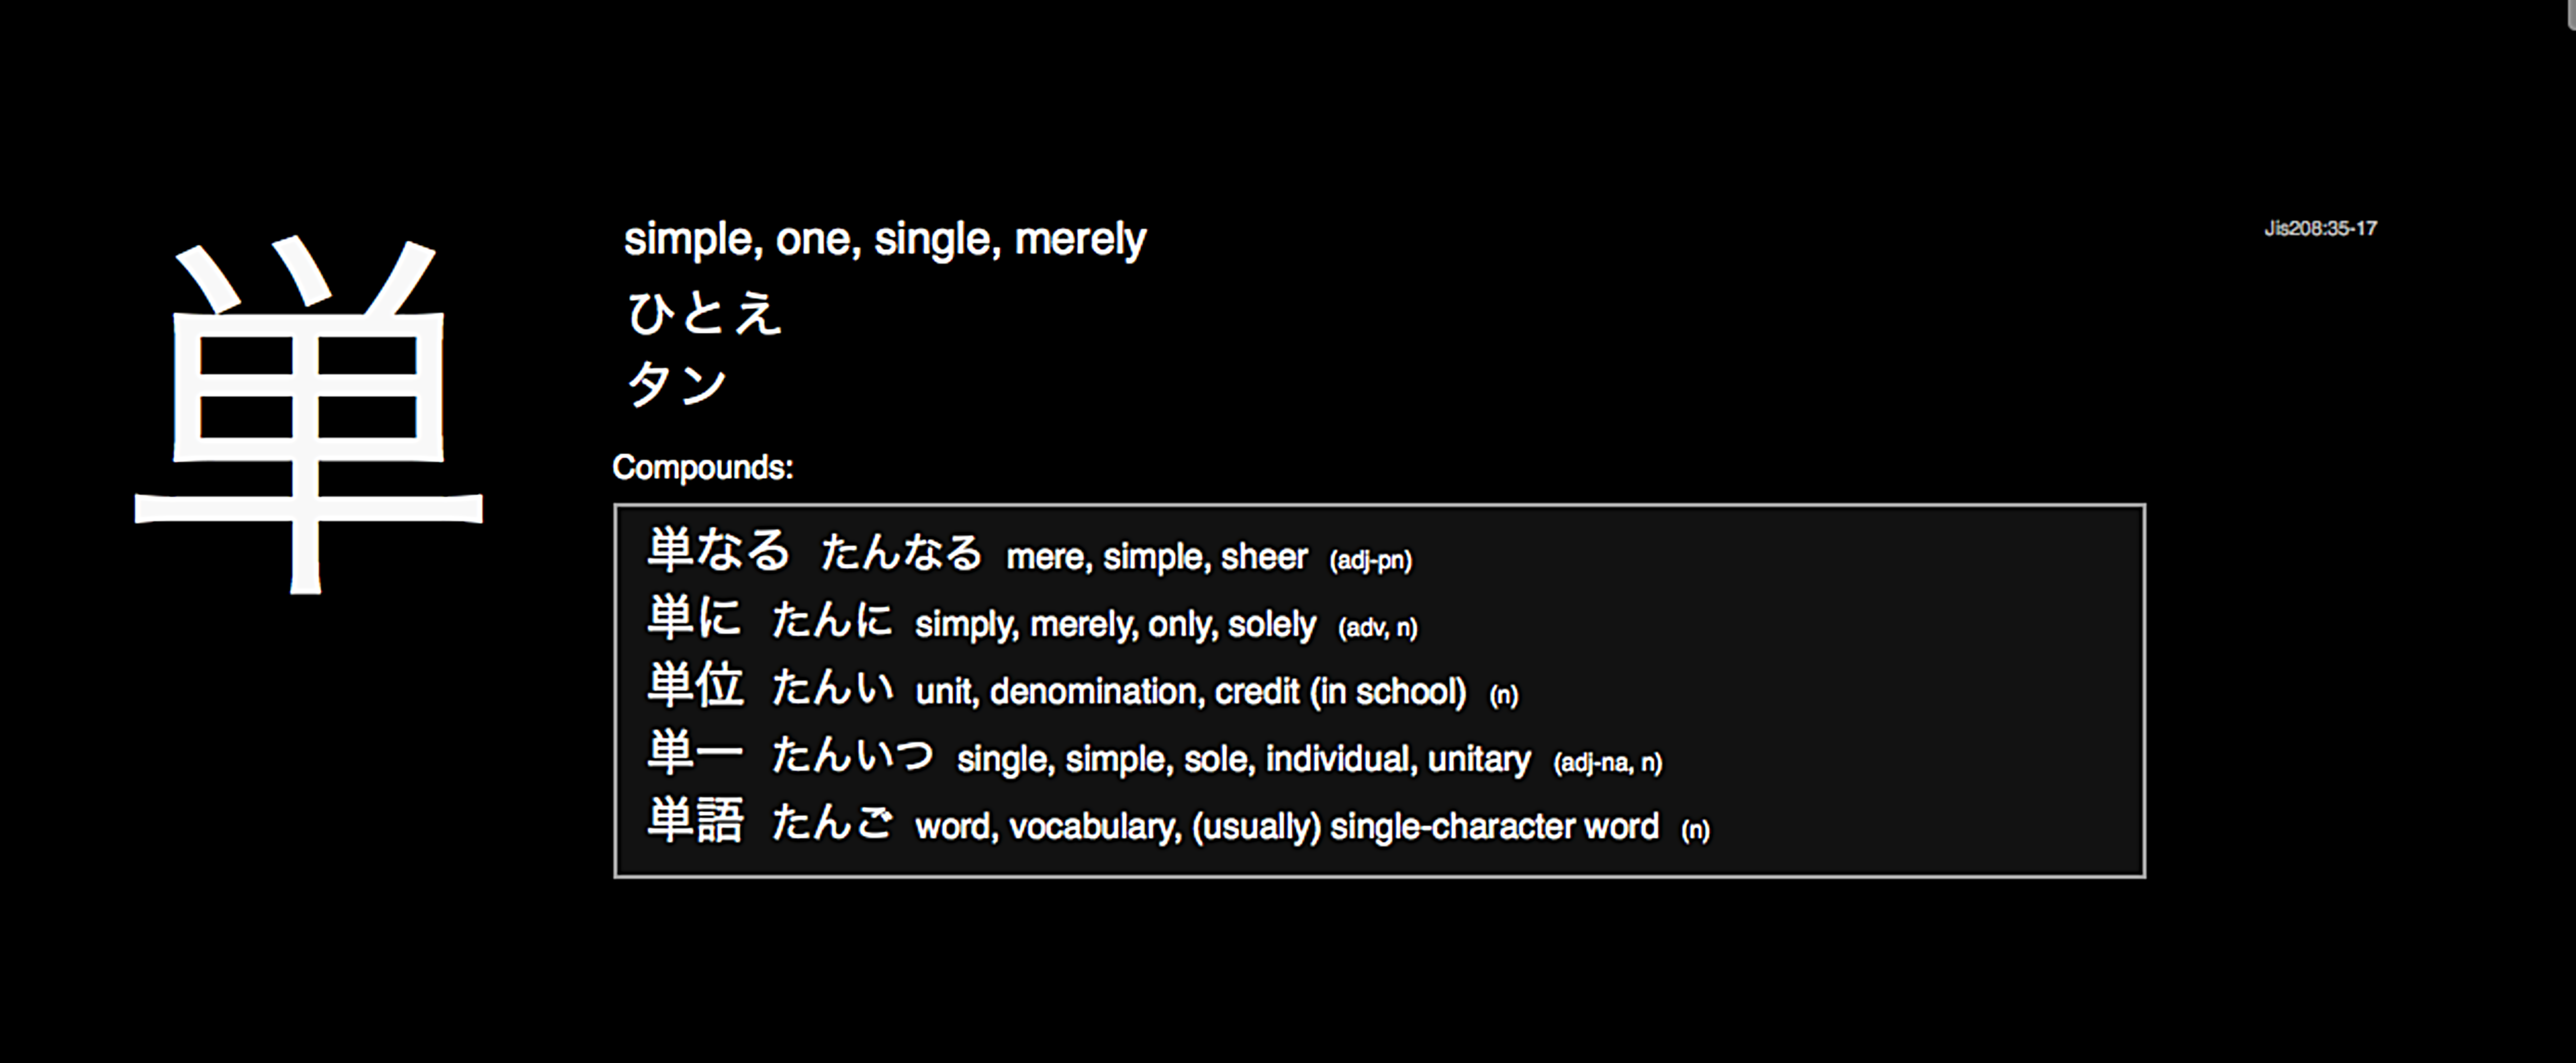 単
simple, one, single, merely
Jis208:35-17
ひとえ
タン
Compounds:
単なる たんなる mere, simple, sheer (adj-pn)
単に たんに simply, merely, only, solely (adv, n)
単位 たんい unit, denomination, credit (in school) (n)
単一 たんいつ single, simple, sole, individual, unitary (adj-na, n)
単語 たんご word, vocabulary, (usually) single-character word (n)